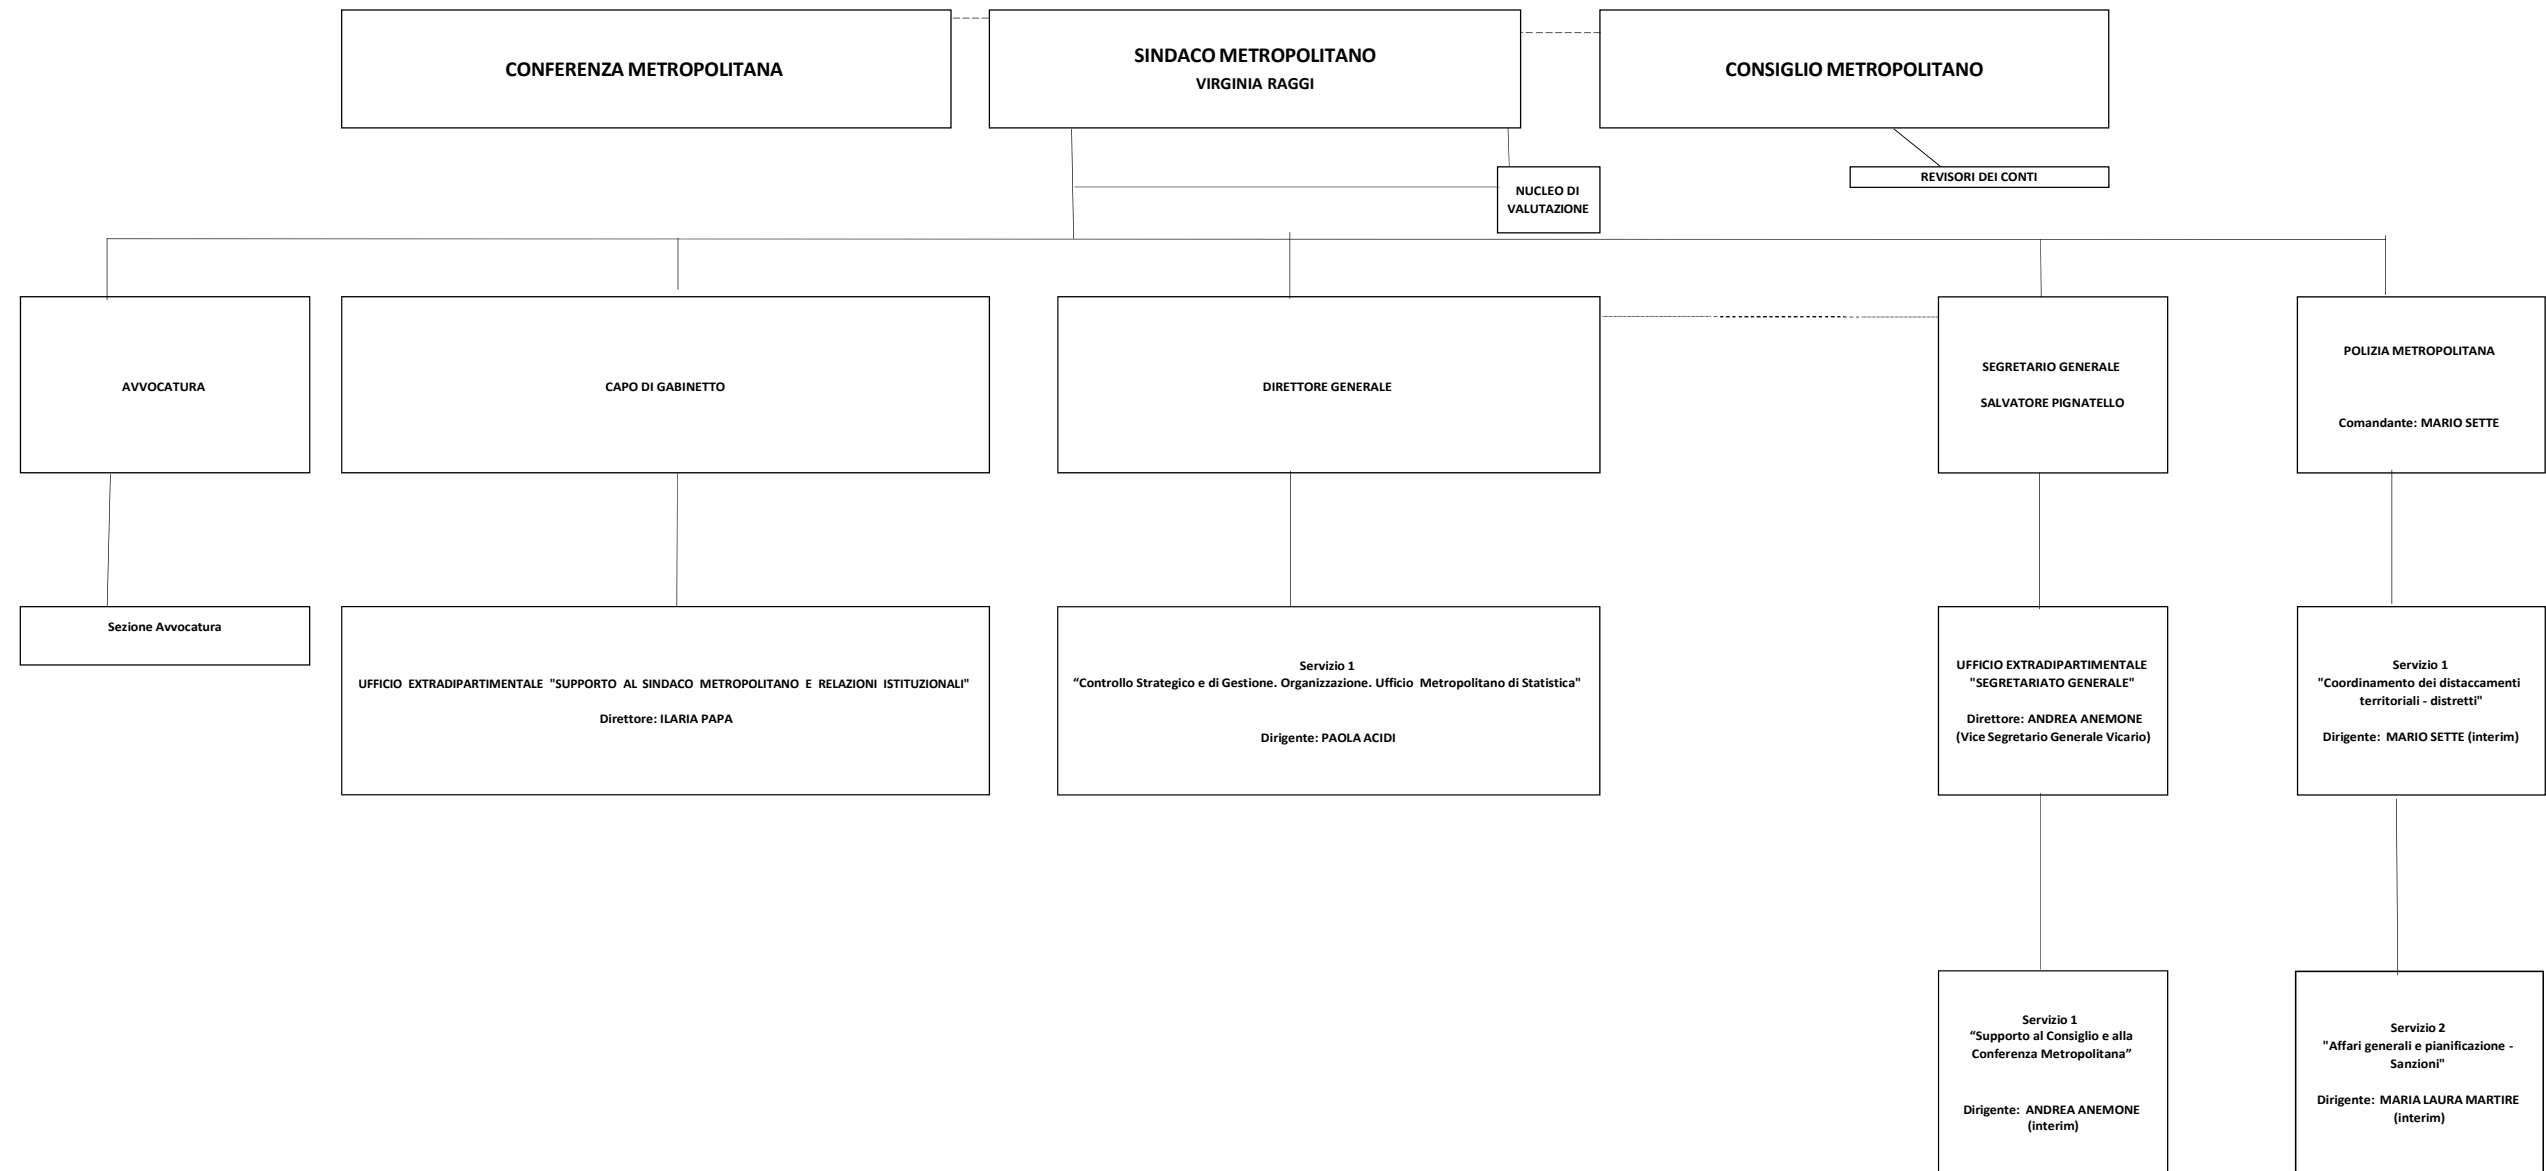 CONFERENZA METROPOLITANA
SINDACO METROPOLITANO
VIRGINIA RAGGI
CONSIGLIO METROPOLITANO
NUCLEO DI
VALUTAZIONE
REVISORI DEI CONTI
AVVOCATURA
CAPO DI GABINETTO
DIRETTORE GENERALE
SEGRETARIO GENERALE
SALVATORE PIGNATELLO
POLIZIA METROPOLITANA
Comandante: MARIO SETTE
Sezione Avvocatura
UFFICIO EXTRADIPARTIMENTALE "SUPPORTO AL SINDACO METROPOLITANO E RELAZIONI ISTITUZIONALI"
Direttore: ILARIA PAPA
Servizio 1
“Controllo Strategico e di Gestione. Organizzazione. Ufficio Metropolitano di Statistica"
Dirigente: PAOLA ACIDI
UFFICIO EXTRADIPARTIMENTALE
"SEGRETARIATO GENERALE"
Direttore: ANDREA ANEMONE
(Vice Segretario Generale Vicario)
Servizio 1
"Coordinamento dei distaccamenti
territoriali - distretti"
Dirigente: MARIO SETTE (interim)
Servizio 1
“Supporto al Consiglio e alla
Conferenza Metropolitana”
Dirigente: ANDREA ANEMONE
(interim)
Servizio 2
"Affari generali e pianificazione -
Sanzioni"
Dirigente: MARIA LAURA MARTIRE
(interim)